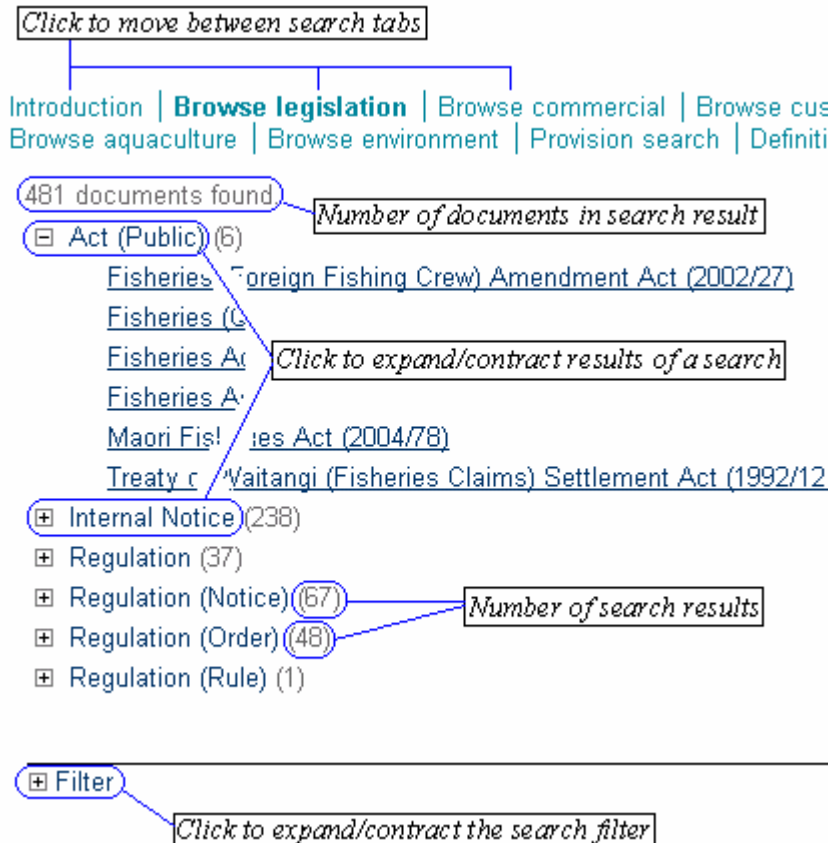 Click to move between search tabs
Introduction | Browse legislation | Browse commercial | Browse
Browse aquaculture | Browse environment | Provision search |
481 documents found
Number of documents in search result
Act (Public) (6)
Fisheries Foreign Fishing Crew) Amendment Act (2002/27)
Fisheries
Fisheries
Click to expand/contract results of a search
Fisheries
Maori Act (2004/78)
Treaty Waitangi (Fisheries Claims) Settlement Act (1992/12
Internal Notice (238)
Regulation (37)
Regulation (Notice) (67)
Number of search results
Regulation (Order) (48)
Regulation (Rule) (1)
Filter
Click to expand/contract the search filter